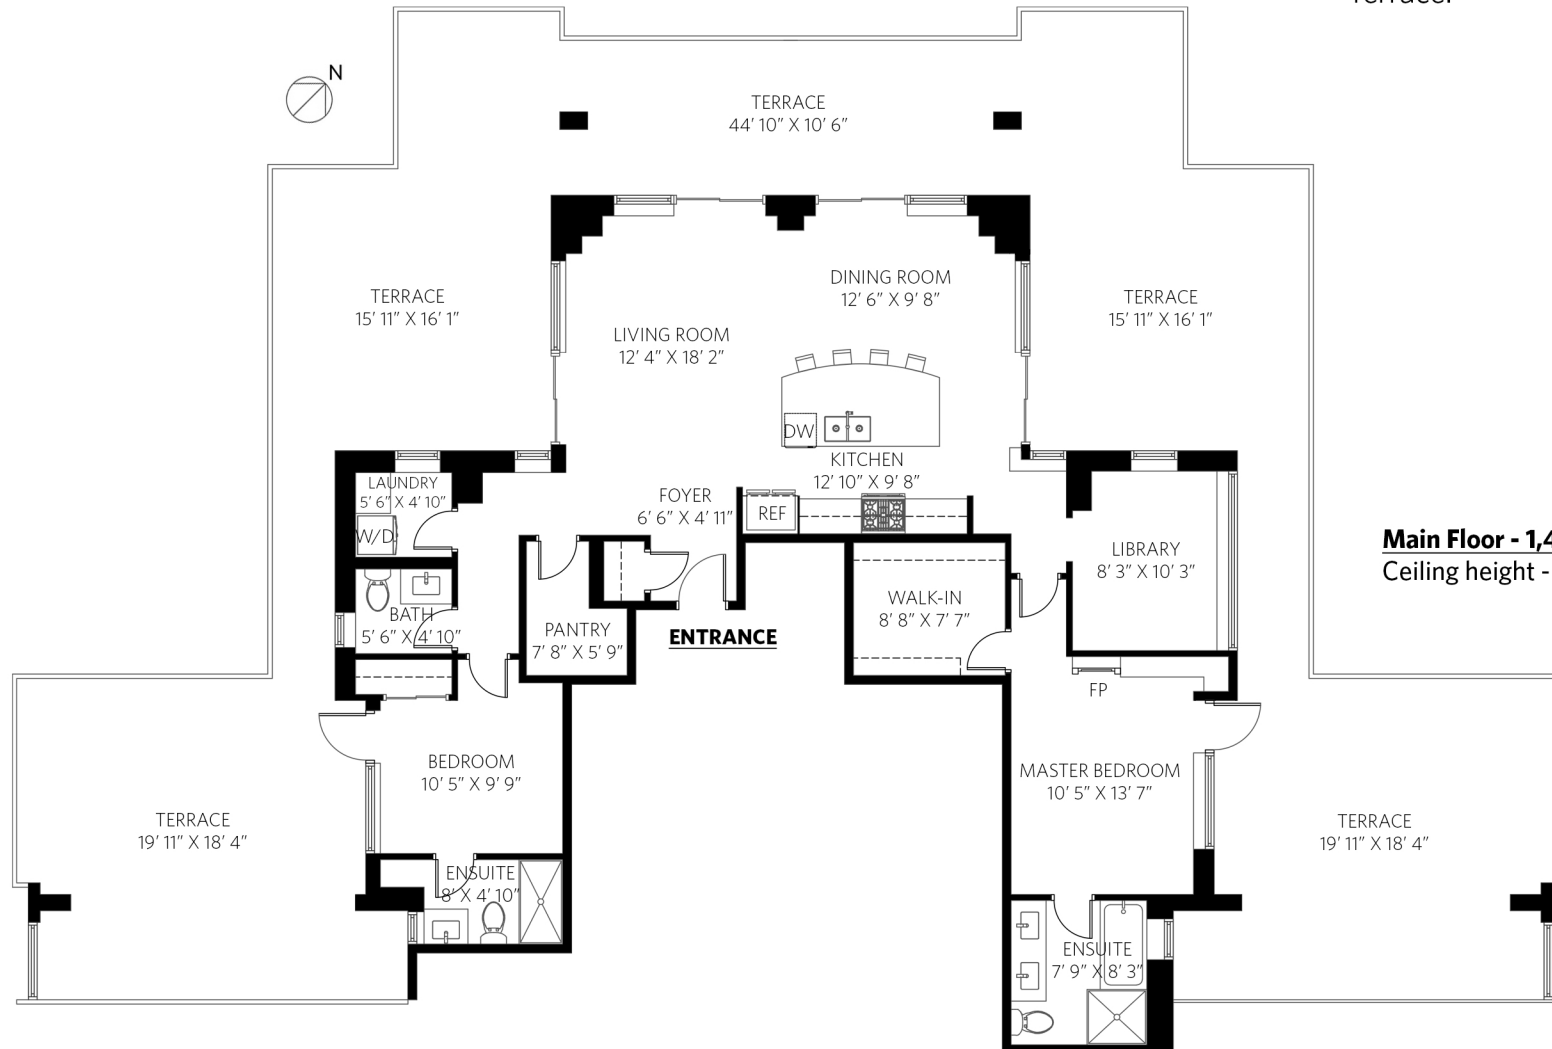 Terrace.
N
TERRACE
44' 10" X 10' 6"
DINING ROOM
12' 6" X 9' 8"
TERRACE
15' 11" X 16' 1"
TERRACE
15' 11" X 16' 1"
LIVING ROOM
12' 4" X 18' 2"
DW
KITCHEN
12' 10" X 9' 8"
LAUNDRY
5' 6" X 4' 10"
FOYER
6' 6" X 4' 11"
REF
W/D
Main Floor - 1,4
Ceiling height -
LIBRARY
8' 3" X 10' 3"
WALK-IN
8' 8" X 7' 7"
BATH
5' 6" X 4' 10"
PANTRY
7' 8" X 5' 9"
ENTRANCE
FP
BEDROOM
10' 5" X 9' 9"
MASTER BEDROOM
10' 5" X 13' 7"
TERRACE
19' 11" X 18' 4"
TERRACE
19' 11" X 18' 4"
ENSUITE
8' X 4' 10"
ENSUITE
7' 9" X 8' 3"